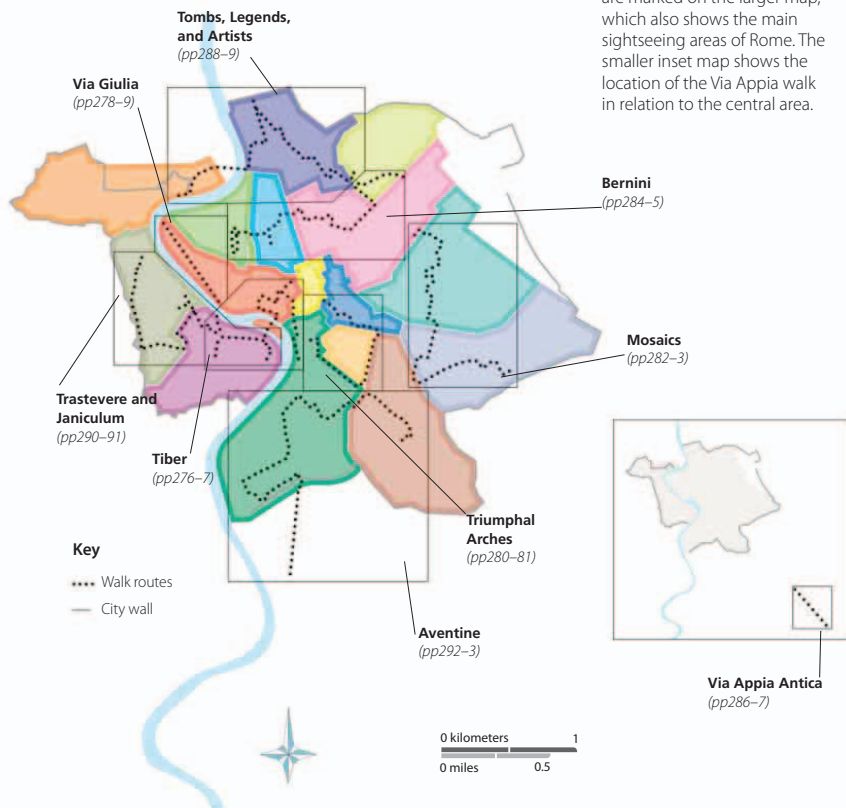 are marked on the larger map,
which also shows the main
sightseeing areas of Rome. The
smaller inset map shows the
location of the Via Appia walk
in relation to the central area.
Tombs, Legends,
and Artists
(pp288–9)
Via Giulia
(pp278–9)
Bernini
(pp284–5)
Mosaics
(pp282–3)
Trastevere and
Janiculum
(pp290–91)
Tiber
(pp276–7)
Triumphal
Arches
(pp280–81)
Key
Walk routes
City wall
Aventine
(pp292–3)
Via Appia Antica
(pp286–7)
0 kilometers 1
0 miles 0.5